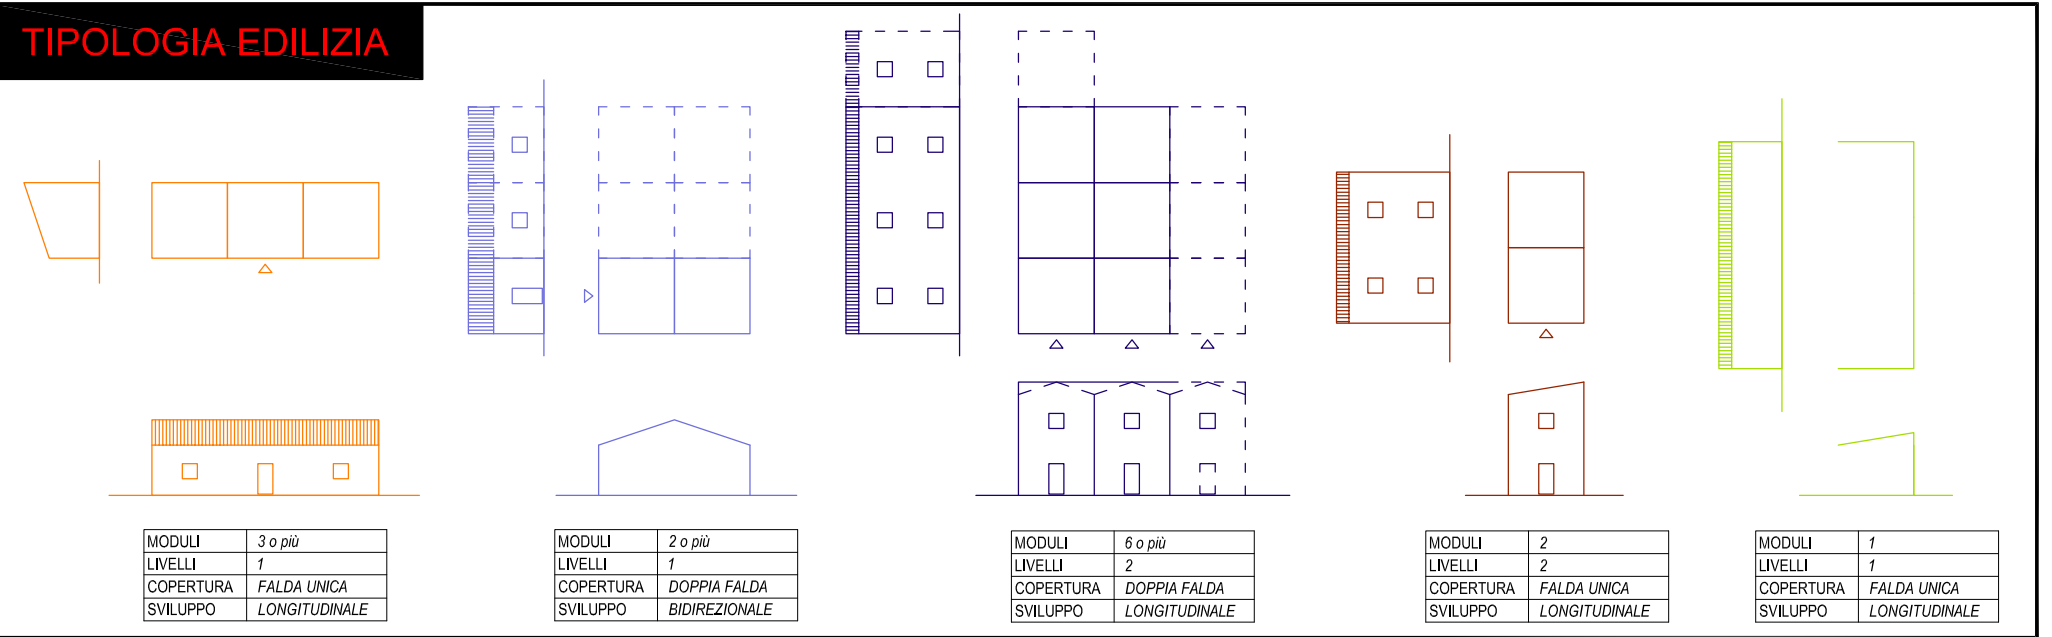 TIPOLOGIA EDILIZIA
MODULI 3 o più
LIVELLI 1
COPERTURA FALDA UNICA
SVILUPPO LONGITUDINALE
MODULI 2 o più
LIVELLI 1
COPERTURA DOPPIA FALDA
SVILUPPO BIDIREZIONALE
MODULI 6 o più
LIVELLI 2
COPERTURA DOPPIA FALDA
SVILUPPO LONGITUDINALE
MODULI 2
LIVELLI 2
COPERTURA FALDA UNICA
SVILUPPO LONGITUDINALE
MODULI 1
LIVELLI 1
COPERTURA FALDA UNICA
SVILUPPO LONGITUDINALE